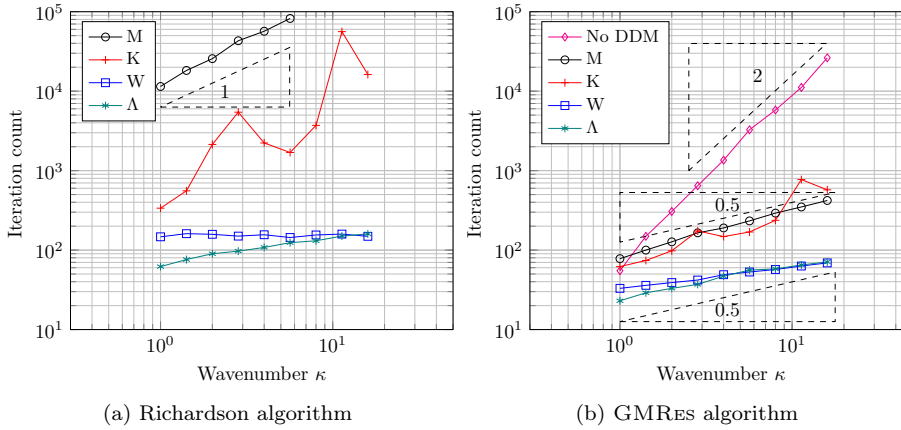 10^5
10^4
10^3
10^2
10^1
Iteration count
M
K
W
Λ
1
10^0
10^1
Wavenumber κ
(a) Richardson algorithm
10^5
10^4
10^3
10^2
10^1
Iteration count
No DDM
M
K
W
Λ
2
0.5
0.5
10^0
10^1
Wavenumber κ
(b) GMRes algorithm